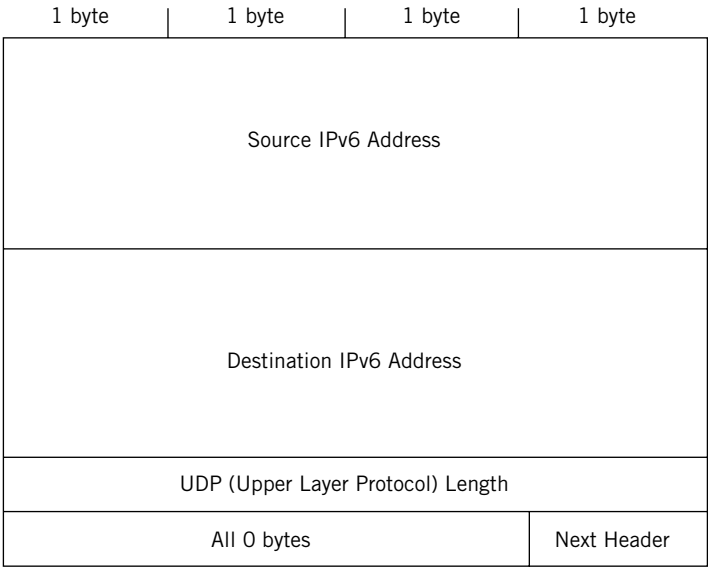 1 byte 1 byte 1 byte 1 byte
Source IPv6 Address
Destination IPv6 Address
UDP (Upper Layer Protocol) Length
All 0 bytes Next Header